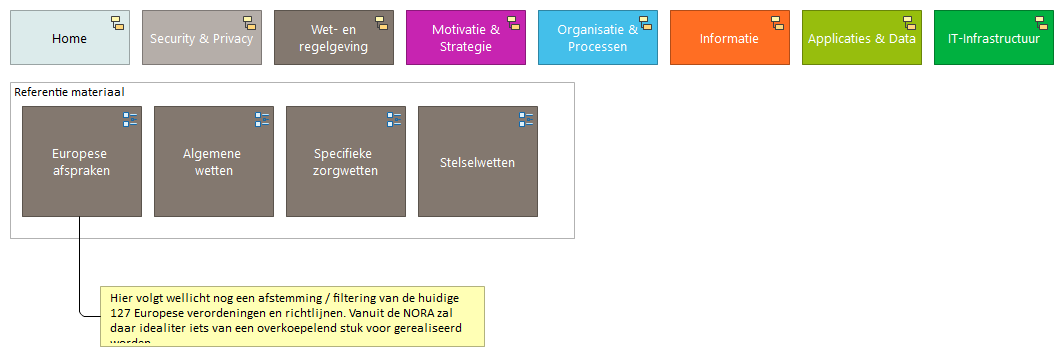 Home
Security & Privacy
Wet- en
regelgeving
Motivatie &
Strategie
Organisatie &
Processen
Informatie
Applicaties & Data
IT-Infrastructuur
Referentie materiaal
Europese
afspraken
Algemene
wetten
Specifieke
zorgwetten
Stelselwetten
Hier volgt wellicht nog een afstemming / filtering van de huidige
127 Europese verordeningen en richtlijnen. Vanuit de NORA zal
daar idealiter iets van een overkoepelend stuk voor gerealiseerd
worden